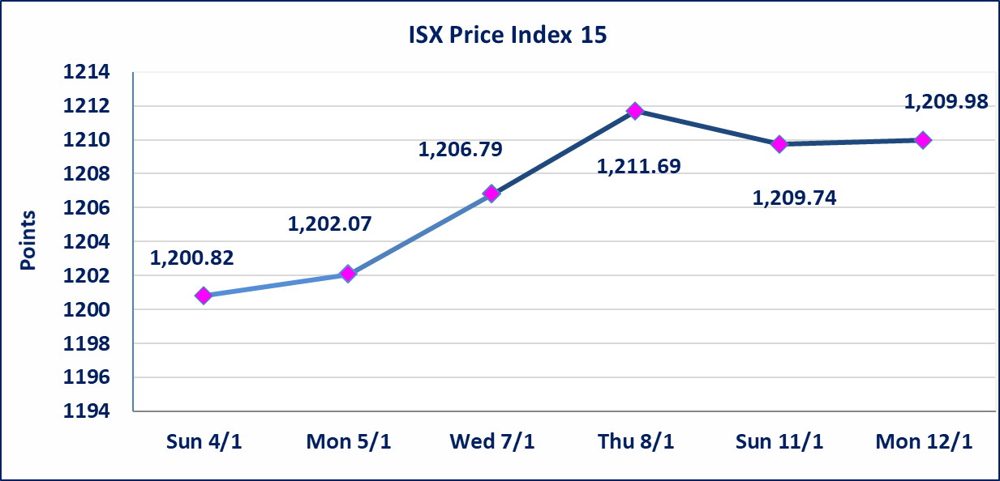 ISX Price Index 15
Points
1214
1212
1210
1208
1206
1204
1202
1200
1198
1196
1194
1,200.82
1,202.07
1,206.79
1,211.69
1,209.74
1,209.98
Sun 4/1
Mon 5/1
Wed 7/1
Thu 8/1
Sun 11/1
Mon 12/1